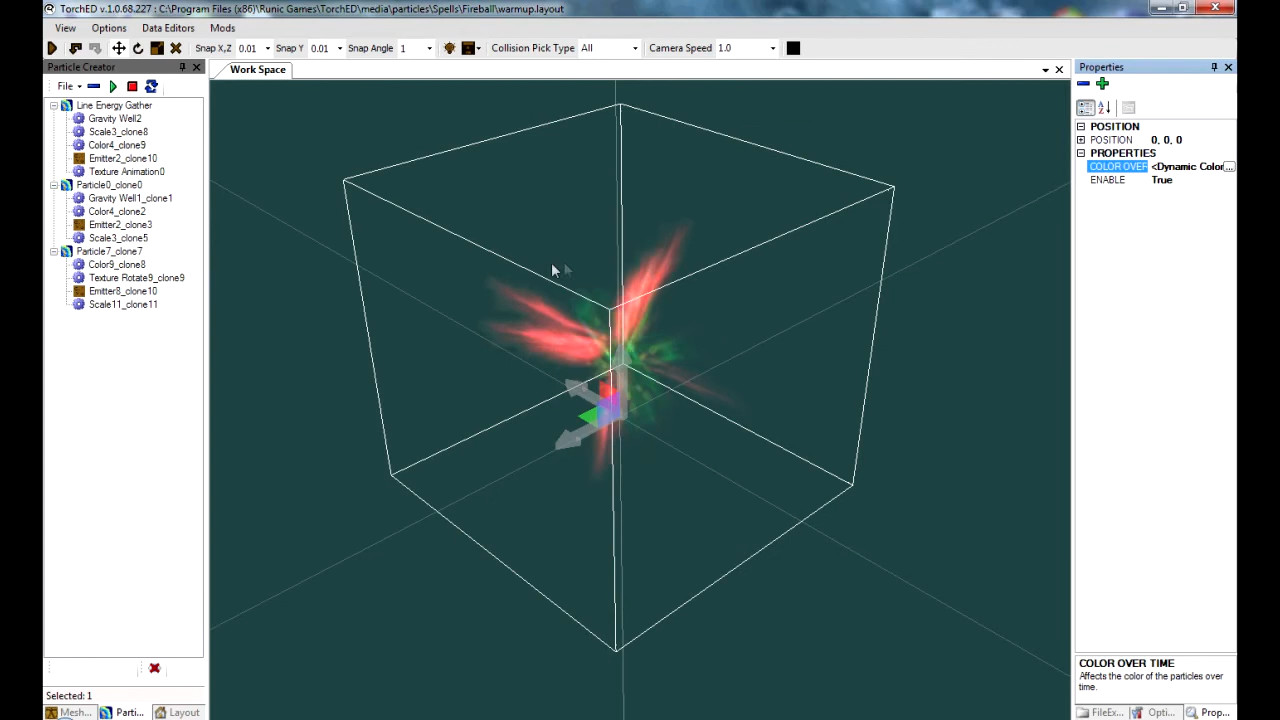 TorchED v.1.0.68.227 : C:\Program Files (x86)\Runic Games\TorchED\media\particles\Spells\Fireball\warmup.layout
View Options Data Editors Mods
Snap X,Z 0.01 Snap Y 0.01 Snap Angle 1 Collision Pick Type All Camera Speed 1.0
Particle Creator
File
Line Energy Gather
Gravity Well2
Scale3_clone8
Color4_clone9
Emitter2_clone10
Texture Animation0
Particle0_clone0
Gravity Well1_clone1
Color4_clone2
Emitter2_clone3
Scale3_clone5
Particle7_clone7
Color9_clone8
Texture Rotate9_clone9
Emitter8_clone10
Scale11_clone11
Selected: 1
Mesh... Parti... Layout
Work Space
Properties
POSITION
POSITION 0, 0, 0
PROPERTIES
COLOR OVER <Dynamic Color ...
ENABLE True
COLOR OVER TIME
Affects the color of the particles over
time.
FileEx... Opti... Prop...